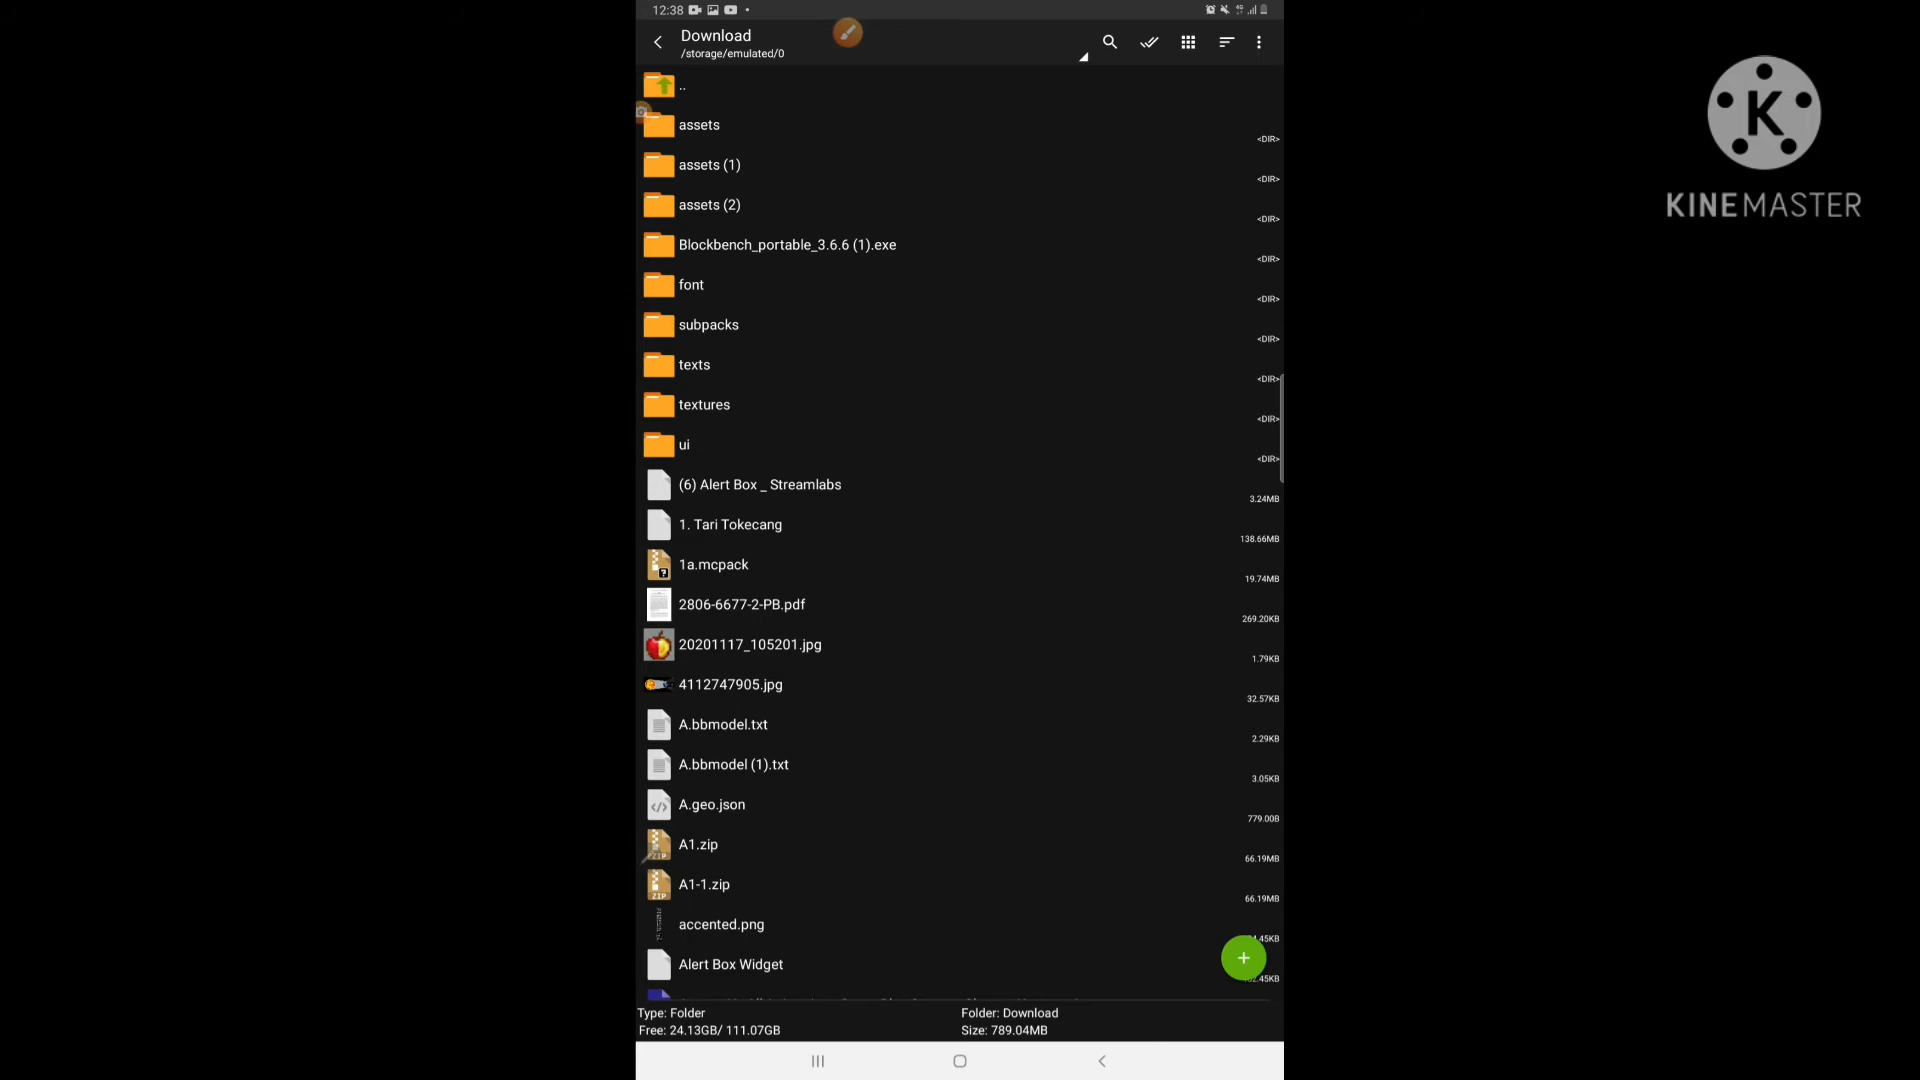 12:38
Download
/storage/emulated/0
..
assets
<DIR>
assets (1)
<DIR>
assets (2)
<DIR>
Blockbench_portable_3.6.6 (1).exe
<DIR>
font
<DIR>
subpacks
<DIR>
texts
<DIR>
textures
<DIR>
ui
<DIR>
(6) Alert Box _ Streamlabs
3.24MB
1. Tari Tokecang
138.66MB
1a.mcpack
19.74MB
2806-6677-2-PB.pdf
269.20KB
20201117_105201.jpg
1.79KB
4112747905.jpg
32.57KB
A.bbmodel.txt
2.29KB
A.bbmodel (1).txt
3.05KB
A.geo.json
779.00B
A1.zip
66.19MB
A1-1.zip
66.19MB
accented.png
Alert Box Widget
Type: Folder
Folder: Download
Free: 24.13GB/ 111.07GB
Size: 789.04MB
K
KINEMASTER